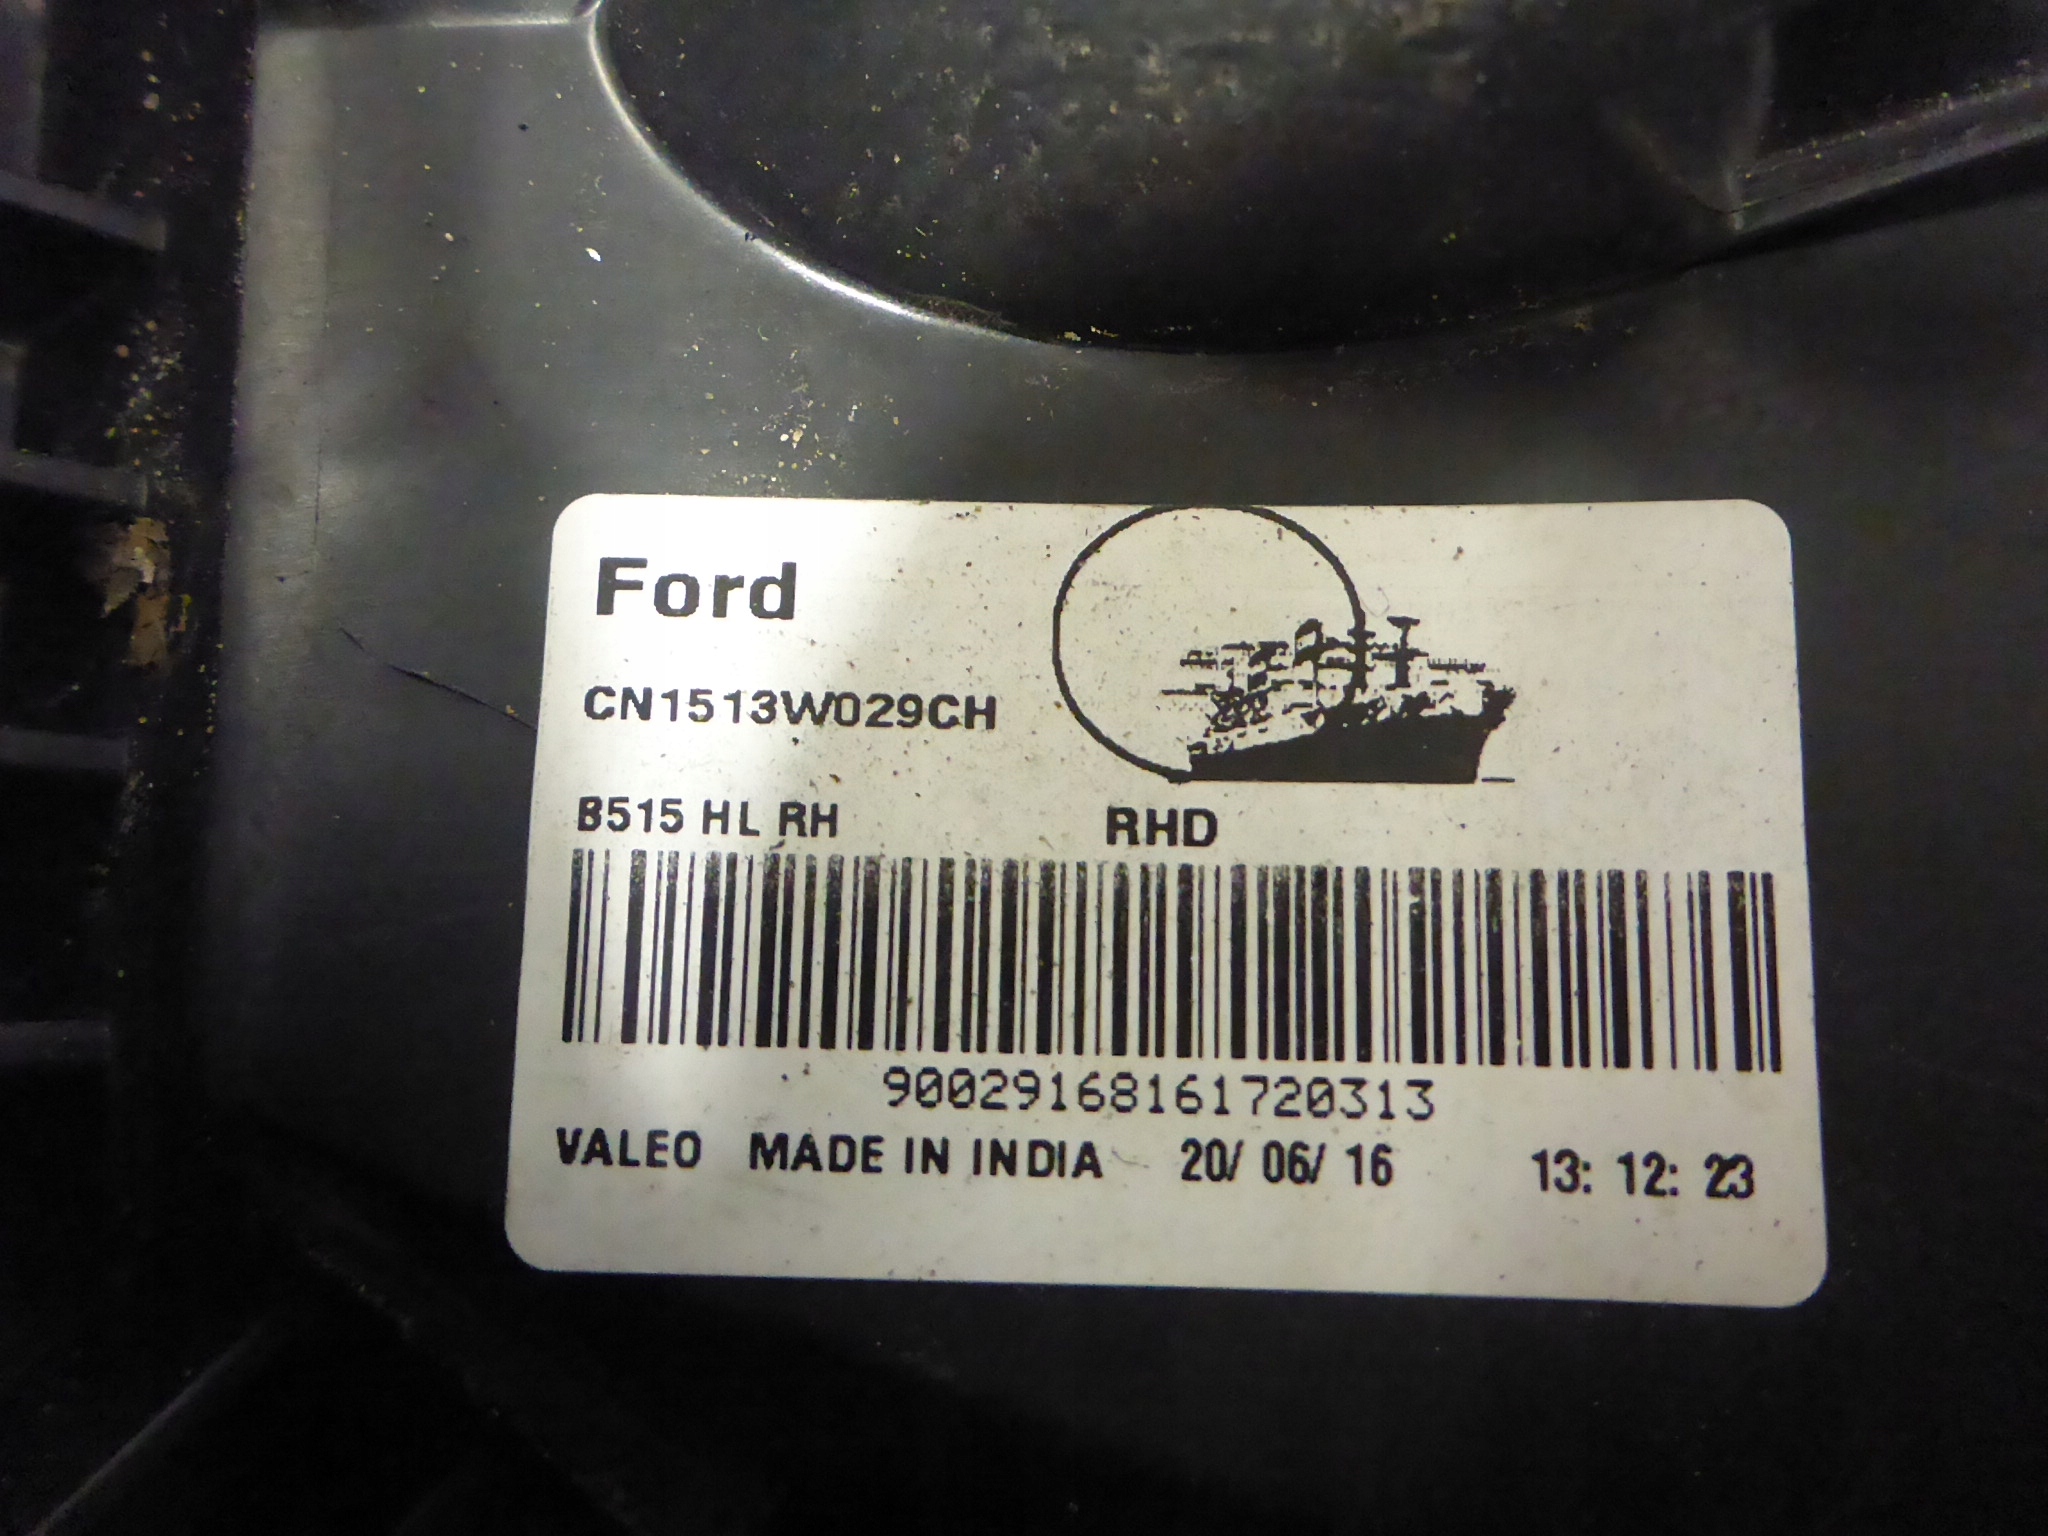 Ford
CN1513W029CH
B515 HL RH RHD
90029168161720313
VALEO MADE IN INDIA 20/ 06/ 16 13: 12: 23